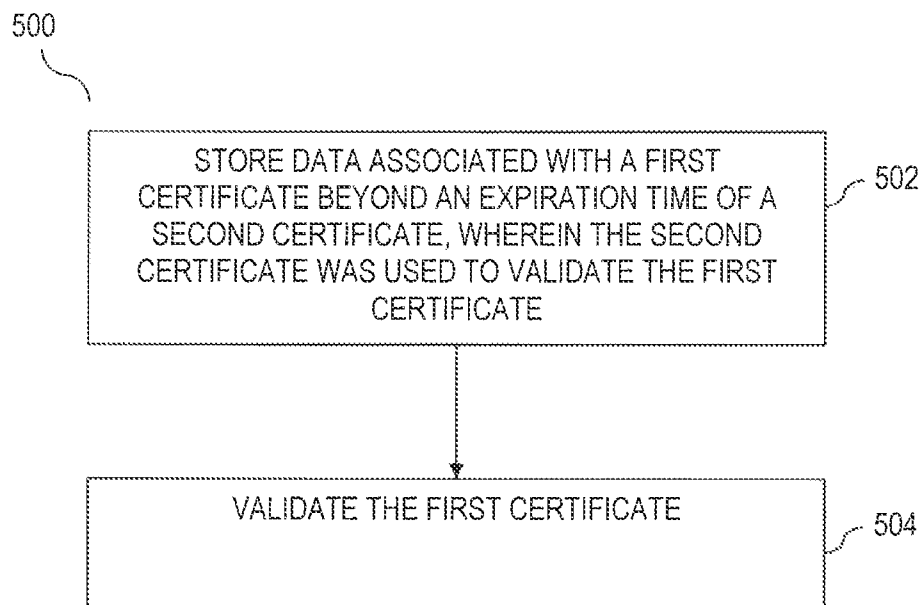 500
STORE DATA ASSOCIATED WITH A FIRST
CERTIFICATE BEYOND AN EXPIRATION TIME OF A
SECOND CERTIFICATE, WHEREIN THE SECOND
CERTIFICATE WAS USED TO VALIDATE THE FIRST
CERTIFICATE
502
VALIDATE THE FIRST CERTIFICATE
504